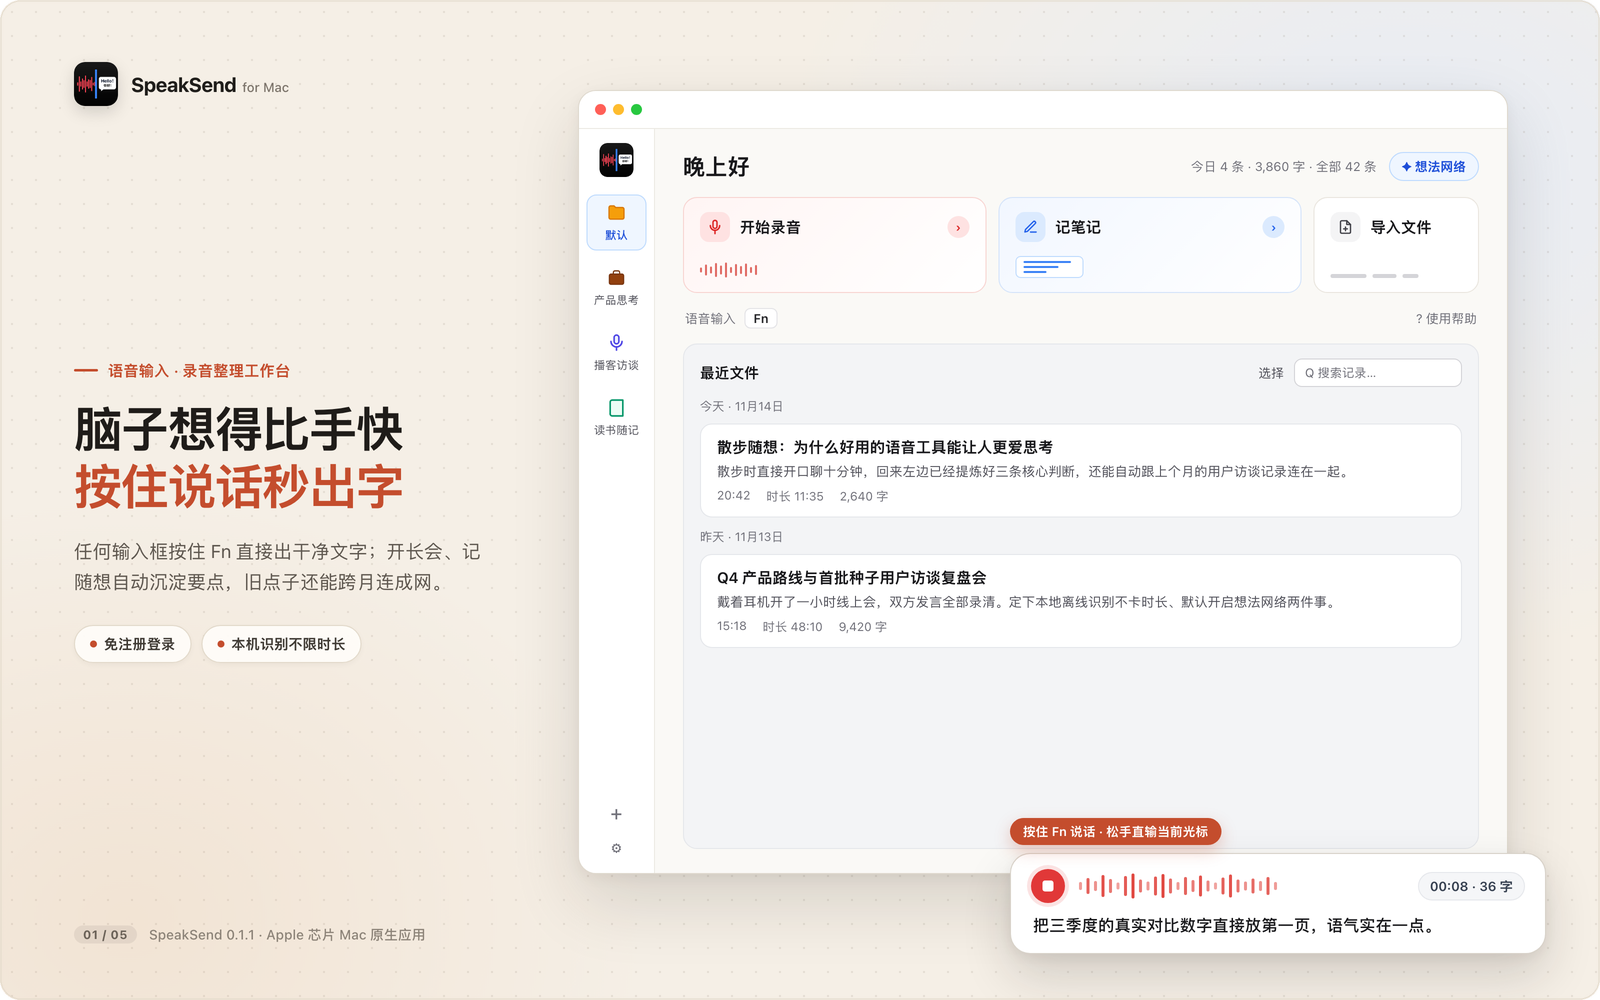 SpeakSend for Mac
语音输入 · 录音整理工作台
脑子想得比手快
按住说话秒出字
任何输入框按住 Fn 直接出干净文字；开长会、记
随想自动沉淀要点，旧点子还能跨月连成网。
免注册登录
本机识别不限时长
01 / 05
SpeakSend 0.1.1 · Apple 芯片 Mac 原生应用
默认
产品思考
播客访谈
读书随记
晚上好
今日 4 条 · 3,860 字 · 全部 42 条
✦ 想法网络
开始录音
记笔记
导入文件
语音输入 Fn
? 使用帮助
最近文件
选择
搜索记录...
今天 · 11月14日
散步随想：为什么好用的语音工具能让人更爱思考
散步时直接开口聊十分钟，回来左边已经提炼好三条核心判断，还能自动跟上个月的用户访谈记录连在一起。
20:42 时长 11:35 2,640 字
昨天 · 11月13日
Q4 产品路线与首批种子用户访谈复盘会
戴着耳机开了一小时线上会，双方发言全部录清。定下本地离线识别不卡时长、默认开启想法网络两件事。
15:18 时长 48:10 9,420 字
按住 Fn 说话 · 松手直输当前光标
00:08 · 36 字
把三季度的真实对比数字直接放第一页，语气实在一点。